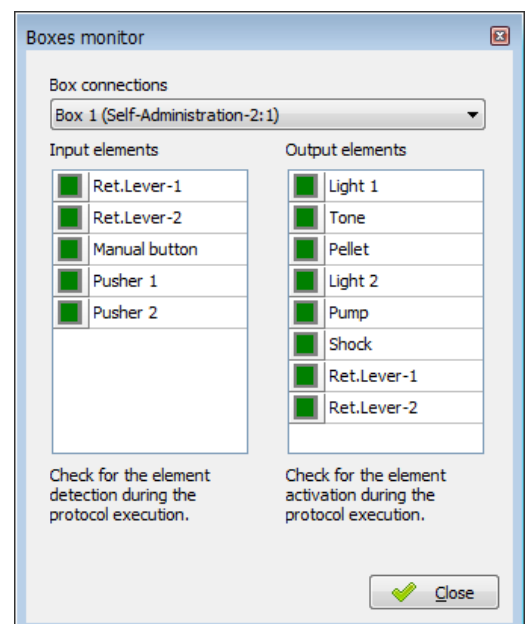 Boxes monitor
Box connections
Box 1 (Self-Administration-2:1)
Input elements
Ret.Lever-1
Ret.Lever-2
Manual button
Pusher 1
Pusher 2
Check for the element
detection during the
protocol execution.
Output elements
Light 1
Tone
Pellet
Light 2
Pump
Shock
Ret.Lever-1
Ret.Lever-2
Check for the element
activation during the
protocol execution.
Close